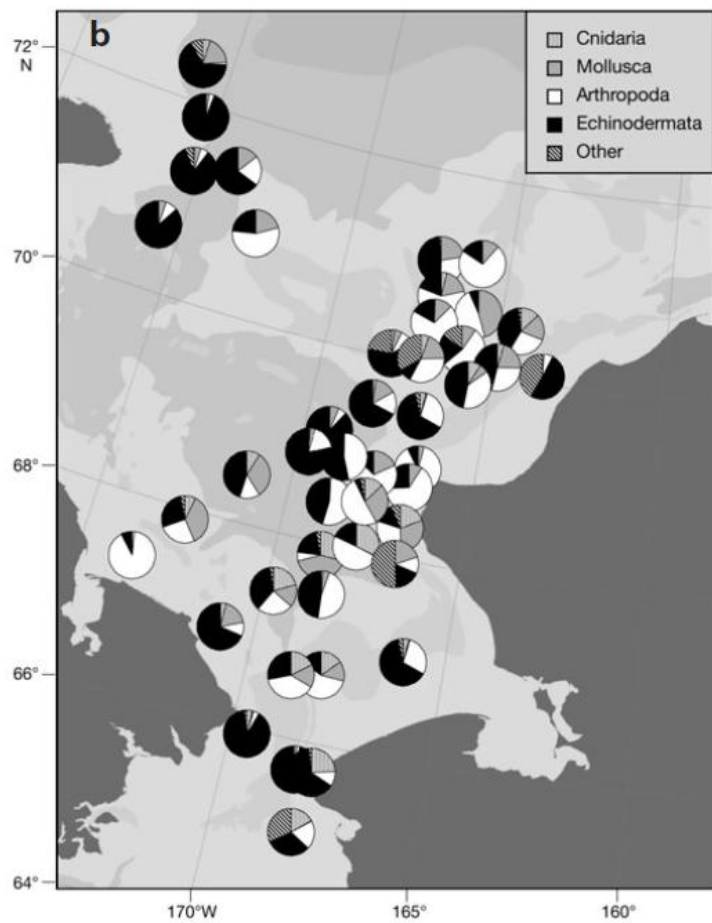 b
72°
N
70°
68°
66°
64°
170°W
165°
160°
Cnidaria
Mollusca
Arthropoda
Echinodermata
Other